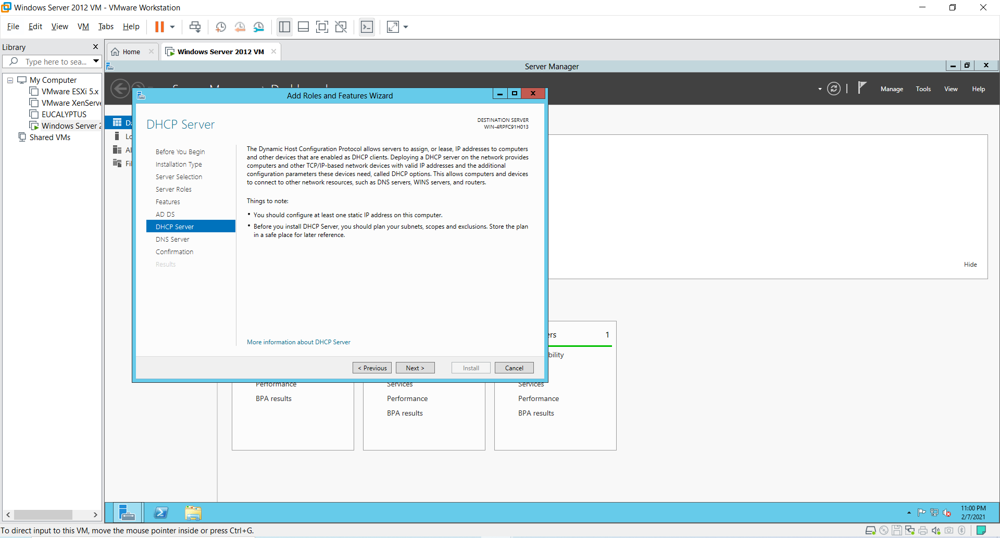 Windows Server 2012 VM - VMware Workstation
File Edit View VM Tabs Help
Library
Type here to sea...
My Computer
VMware ESXi 5.x
VMware XenServe
EUCALYPTUS
Windows Server 2
Shared VMs
Home
Windows Server 2012 VM
Server Manager
Manage Tools View Help
Add Roles and Features Wizard
DHCP Server
DESTINATION SERVER
WIN-4RPFC91H013
Before You Begin
Installation Type
Server Selection
Server Roles
Features
AD DS
DHCP Server
DNS Server
Confirmation
Results
The Dynamic Host Configuration Protocol allows servers to assign, or lease, IP addresses to computers
and other devices that are enabled as DHCP clients. Deploying a DHCP server on the network provides
computers and other TCP/IP-based network devices with valid IP addresses and the additional
configuration parameters these devices need, called DHCP options. This allows computers and devices
to connect to other network resources, such as DNS servers, WINS servers, and routers.
Things to note:
• You should configure at least one static IP address on this computer.
• Before you install DHCP Server, you should plan your subnets, scopes and exclusions. Store the plan
in a safe place for later reference.
More information about DHCP Server
< Previous Next > Install Cancel
Hide
ers 1
bility
Performance Services Services
BPA results Performance Performance
BPA results BPA results
11:00 PM
2/7/2021
To direct input to this VM, move the mouse pointer inside or press Ctrl+G.